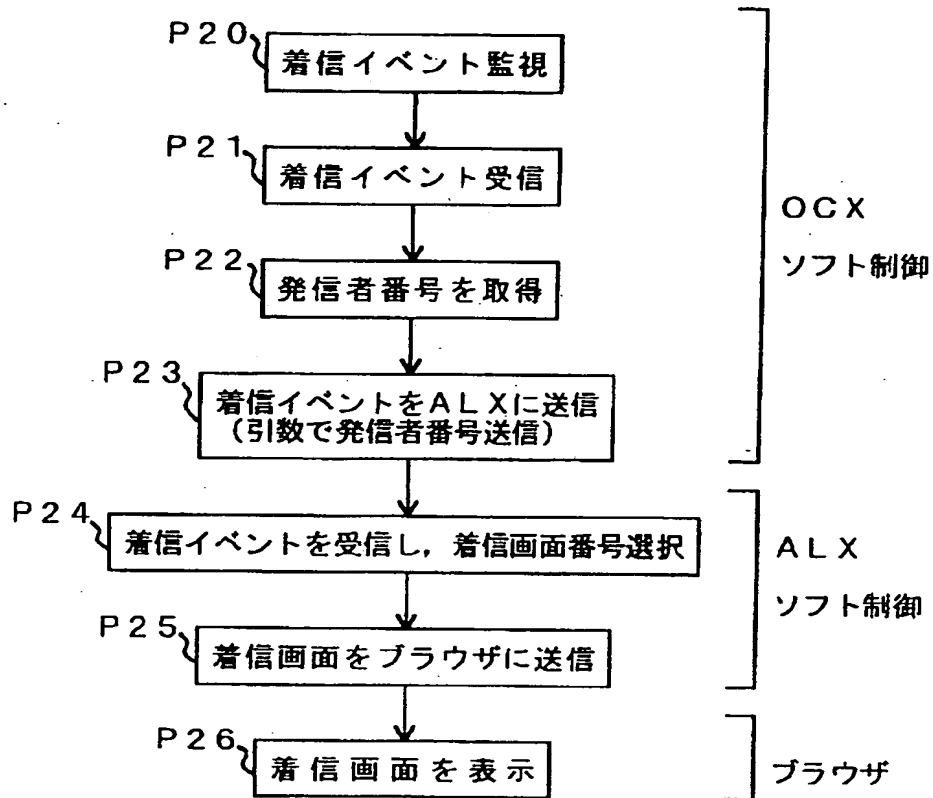 P20
着信イベント監視
P21
着信イベント受信
P22
発信者番号を取得
P23
着信イベントをALXに送信
(引数で発信者番号送信)
OCX
ソフト制御
P24
着信イベントを受信し,着信画面番号選択
P25
着信画面をブラウザに送信
ALX
ソフト制御
P26
着信画面を表示
ブラウザ